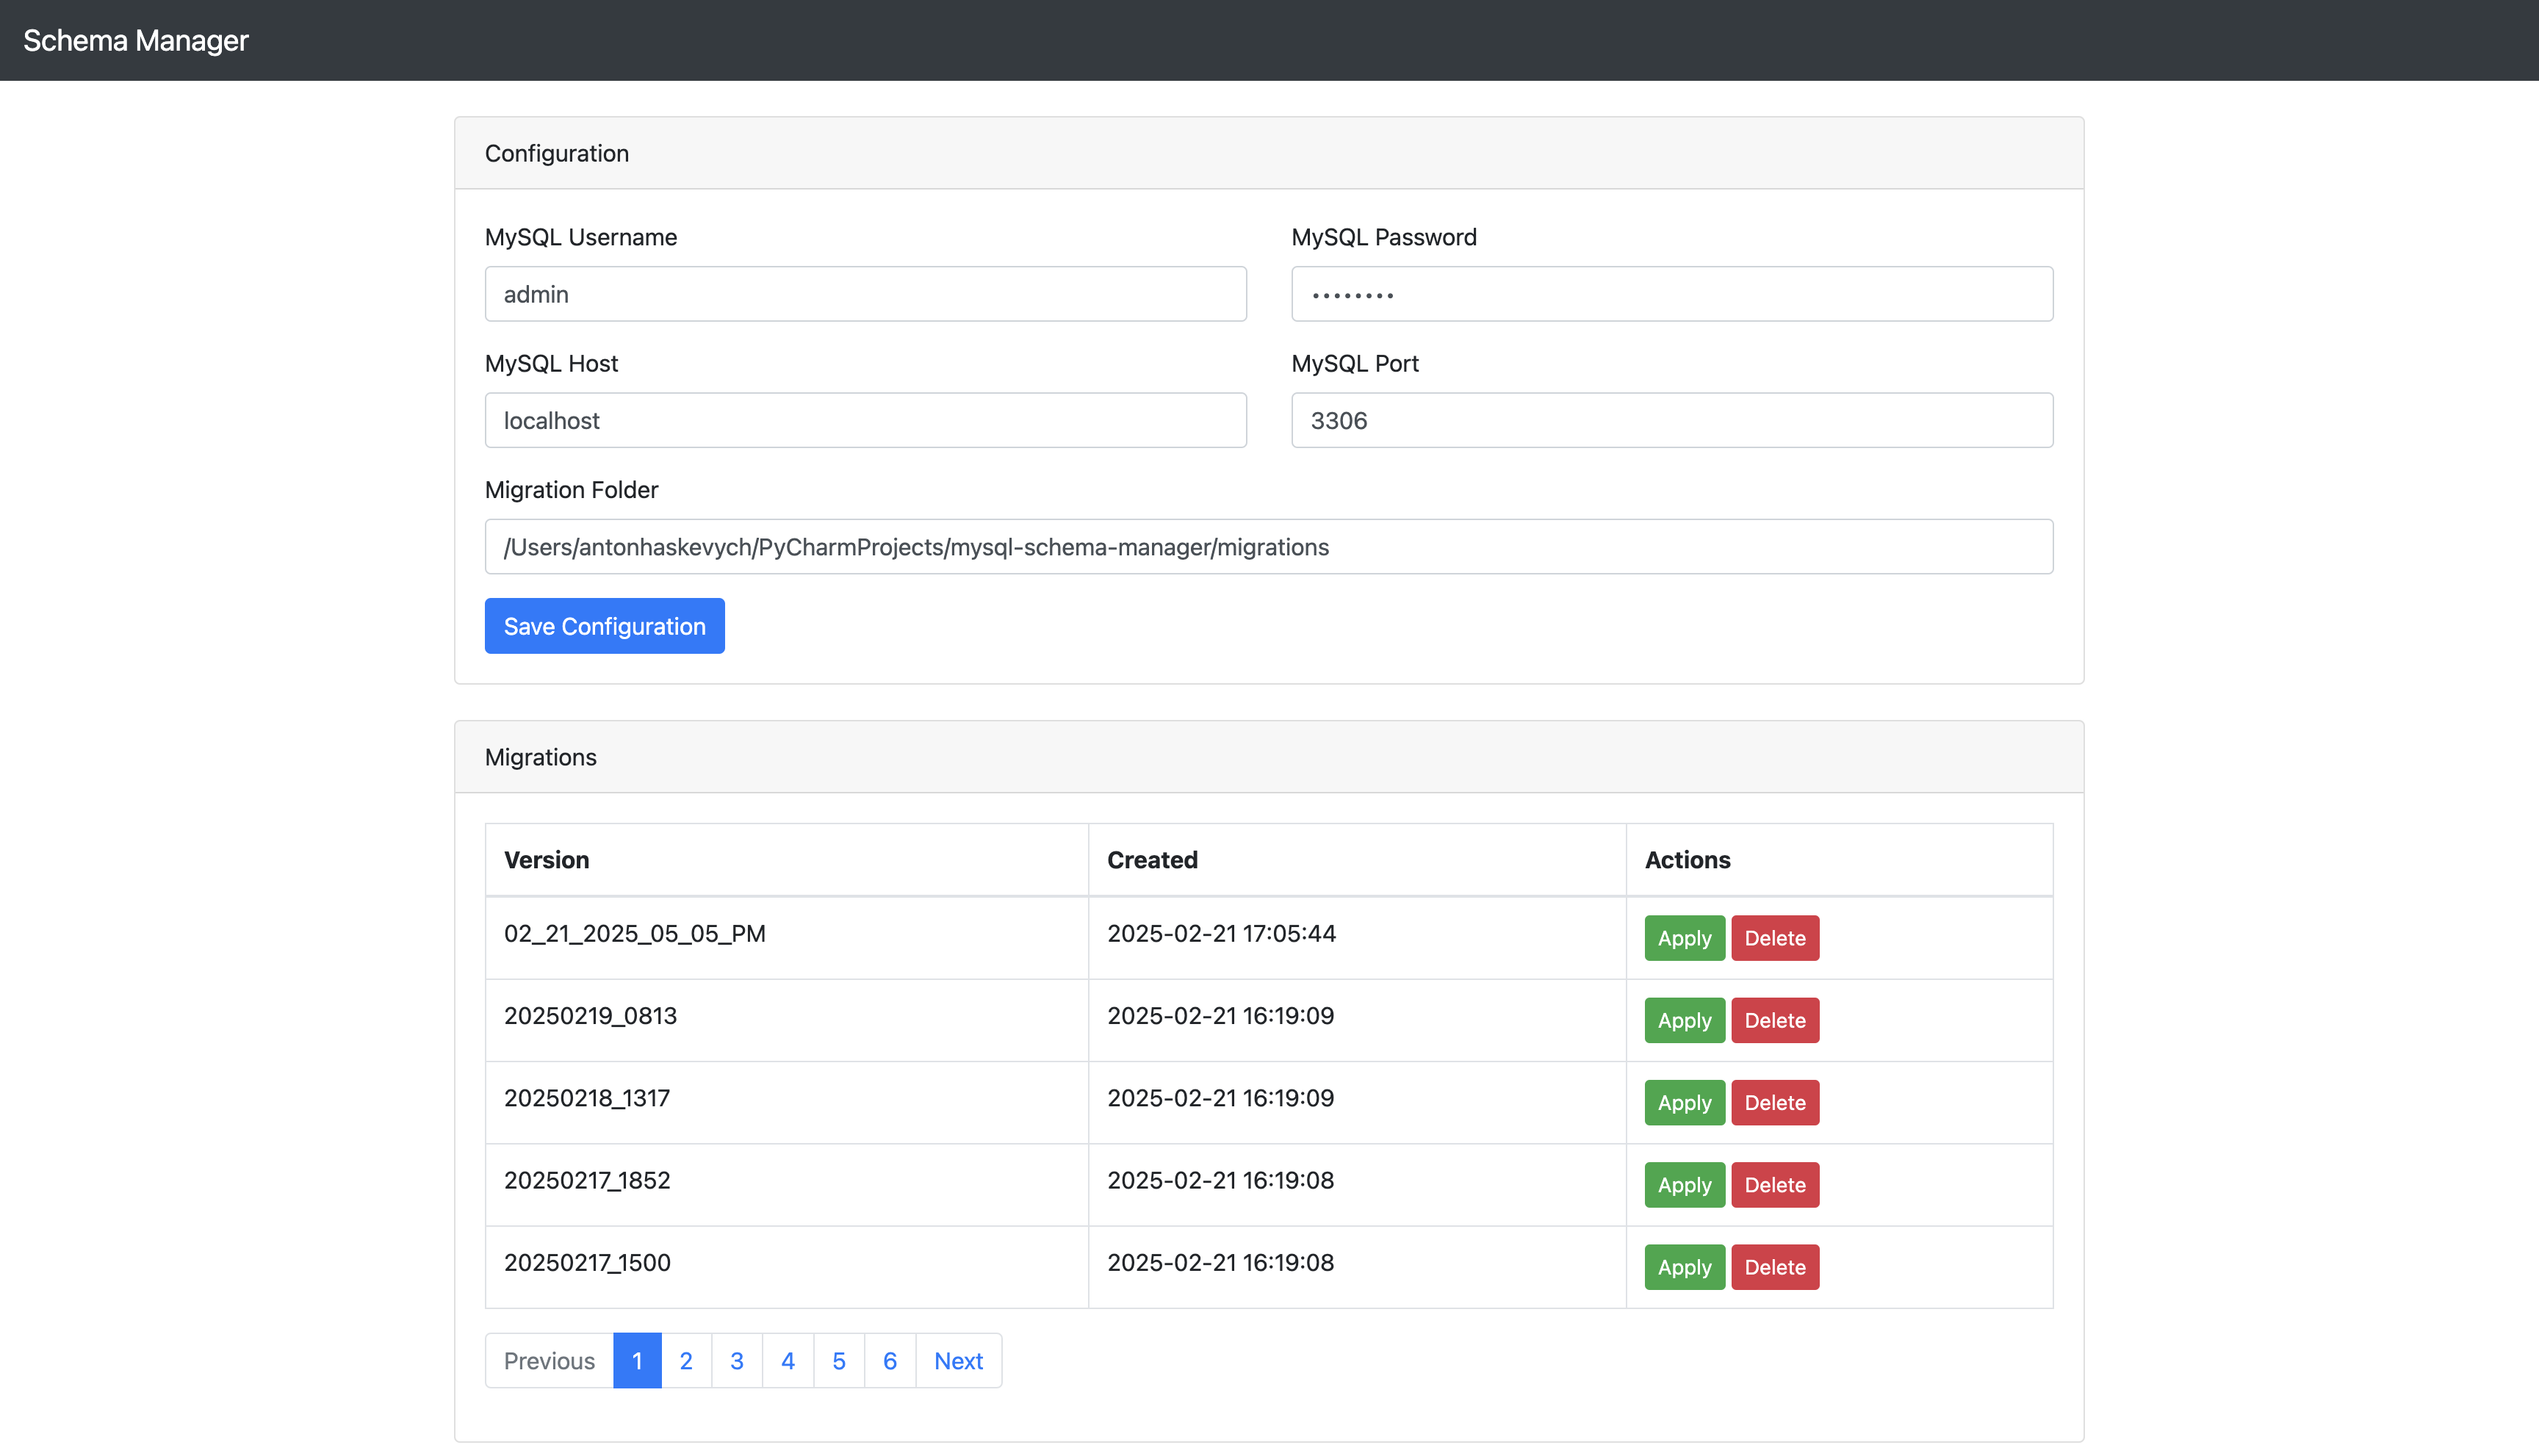 Schema Manager
Configuration
MySQL Username
MySQL Password
admin
••••••••
MySQL Host
MySQL Port
localhost
3306
Migration Folder
/Users/antonhaskevych/PyCharmProjects/mysql-schema-manager/migrations
Save Configuration
Migrations
Version Created Actions
02_21_2025_05_05_PM 2025-02-21 17:05:44 Apply Delete
20250219_0813 2025-02-21 16:19:09 Apply Delete
20250218_1317 2025-02-21 16:19:09 Apply Delete
20250217_1852 2025-02-21 16:19:08 Apply Delete
20250217_1500 2025-02-21 16:19:08 Apply Delete
Previous 1 2 3 4 5 6 Next